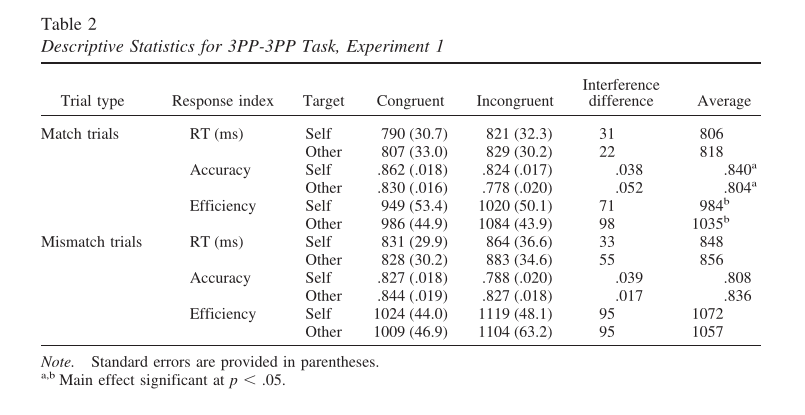 Table 2
Descriptive Statistics for 3PP-3PP Task, Experiment 1
Trial type Response index Target Congruent Incongruent Interference difference Average
Match trials RT (ms) Self 790 (30.7) 821 (32.3) 31 806
Other 807 (33.0) 829 (30.2) 22 818
Accuracy Self .862 (.018) .824 (.017) .038 .840a
Other .830 (.016) .778 (.020) .052 .804a
Efficiency Self 949 (53.4) 1020 (50.1) 71 984b
Other 986 (44.9) 1084 (43.9) 98 1035b
Mismatch trials RT (ms) Self 831 (29.9) 864 (36.6) 33 848
Other 828 (30.2) 883 (34.6) 55 856
Accuracy Self .827 (.018) .788 (.020) .039 .808
Other .844 (.019) .827 (.018) .017 .836
Efficiency Self 1024 (44.0) 1119 (48.1) 95 1072
Other 1009 (46.9) 1104 (63.2) 95 1057
Note. Standard errors are provided in parentheses.
a,b Main effect significant at p < .05.